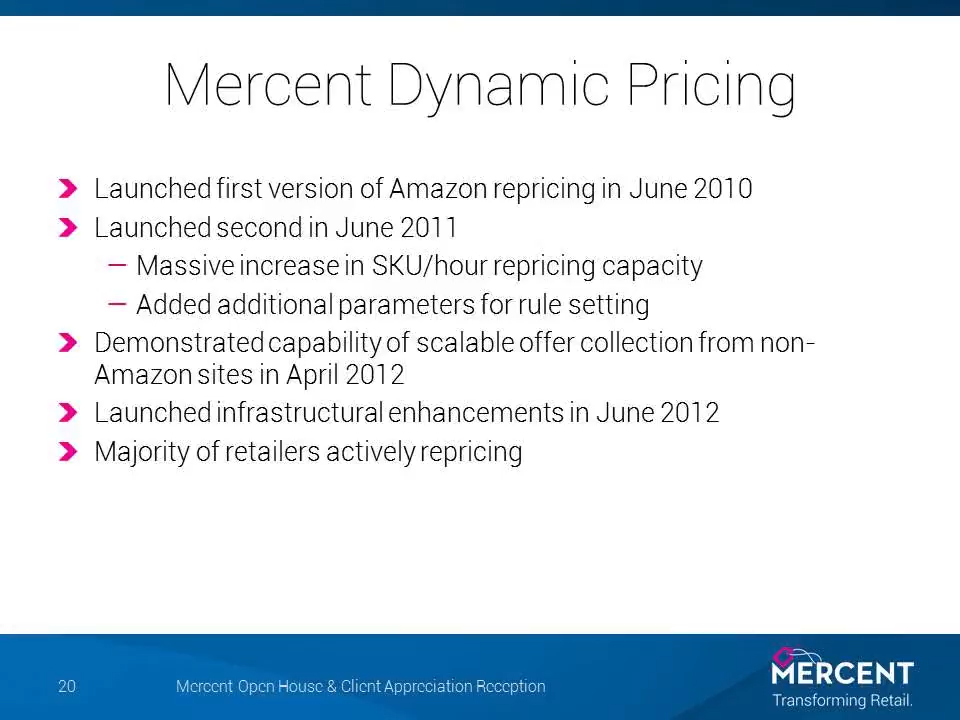 Mercent Dynamic Pricing
Launched first version of Amazon repricing in June 2010
Launched second in June 2011
— Massive increase in SKU/hour repricing capacity
— Added additional parameters for rule setting
Demonstrated capability of scalable offer collection from non-
Amazon sites in April 2012
Launched infrastructural enhancements in June 2012
Majority of retailers actively repricing
20
Mercent Open House & Client Appreciation Reception
MERCENT
Transforming Retail.